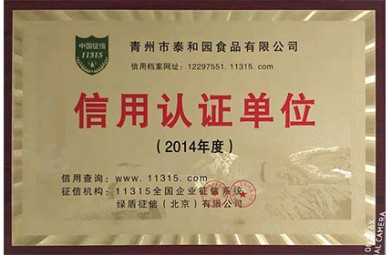 中国征信
11315
青州市泰和园食品有限公司
信用档案网址：12297551.11315.com
信用认证单位
（2014年度）
信用查询：www.11315.com
征信机构：11315全国企业征信系统
绿盾征信（北京）有限公司